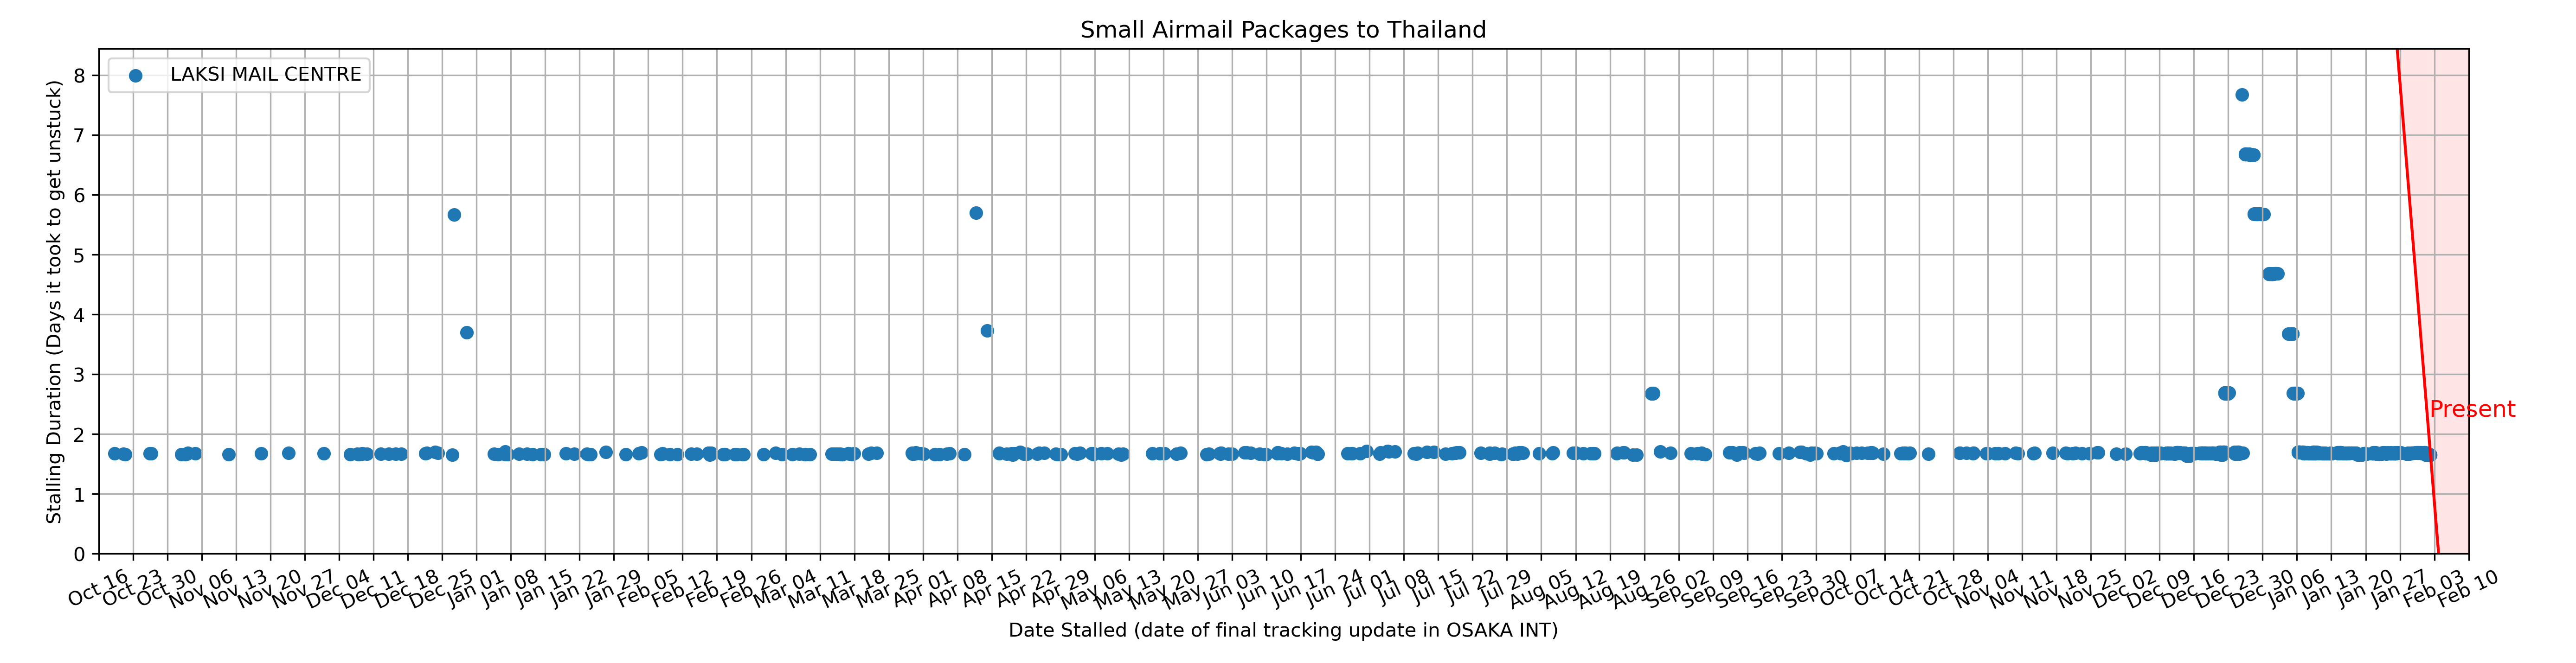 Small Airmail Packages to Thailand
LAKSI MAIL CENTRE
Stalling Duration (Days it took to get unstuck)
8
7
6
5
4
3
2
1
0
Present
Oct 16
Oct 23
Oct 30
Nov 06
Nov 13
Nov 20
Nov 27
Dec 04
Dec 11
Dec 18
Dec 25
Jan 01
Jan 08
Jan 15
Jan 22
Jan 29
Feb 05
Feb 12
Feb 19
Feb 26
Mar 04
Mar 11
Mar 18
Mar 25
Apr 01
Apr 08
Apr 15
Apr 22
Apr 29
May 06
May 13
May 20
May 27
Jun 03
Jun 10
Jun 17
Jun 24
Jul 01
Jul 08
Jul 15
Jul 22
Jul 29
Aug 05
Aug 12
Aug 19
Aug 26
Sep 02
Sep 09
Sep 16
Sep 23
Sep 30
Oct 07
Oct 14
Oct 21
Oct 28
Nov 04
Nov 11
Nov 18
Nov 25
Dec 02
Dec 09
Dec 16
Dec 23
Dec 30
Jan 06
Jan 13
Jan 20
Jan 27
Feb 03
Feb 10
Date Stalled (date of final tracking update in OSAKA INT)